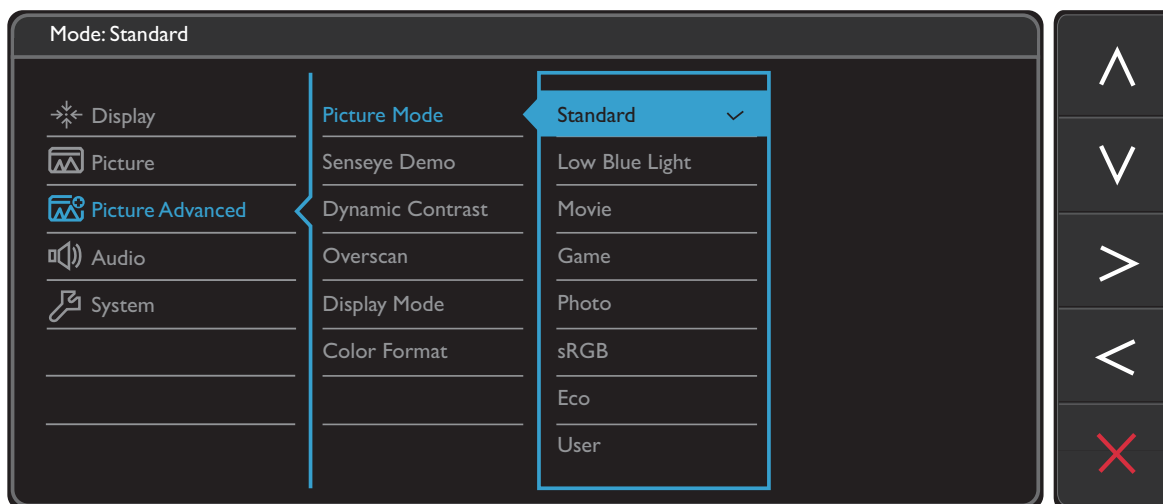 Mode: Standard
Display
Picture
Picture Advanced
Audio
System
Picture Mode
Senseye Demo
Dynamic Contrast
Overscan
Display Mode
Color Format
Standard
Low Blue Light
Movie
Game
Photo
sRGB
Eco
User